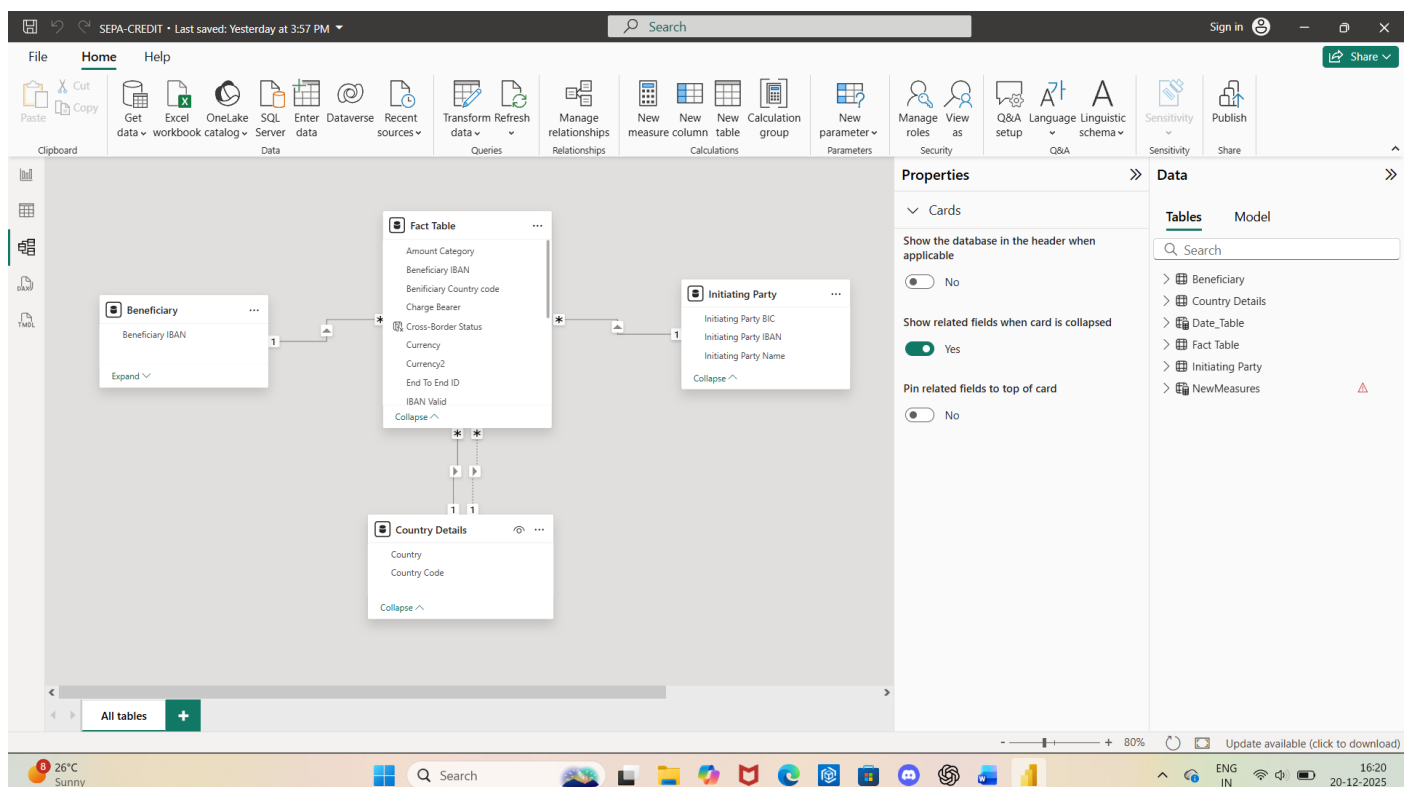 SEPA-CREDIT • Last saved: Yesterday at 3:57 PM
Search
Sign in
File Home Help
Share
Paste
Cut
Copy
Get data
Excel workbook
OneLake catalog
SQL Server
Enter data
Dataverse
Recent sources
Transform data
Refresh
Manage relationships
New measure
New column
New table
Calculation group
New parameter
Manage roles
View as
Q&A setup
Language
Linguistic schema
Sensitivity
Publish
Clipboard
Data
Queries
Relationships
Calculations
Parameters
Security
Q&A
Sensitivity
Share
DAX
TMDL
Fact Table
Amount Category
Beneficiary IBAN
Benificiary Country code
Charge Bearer
Cross-Border Status
Currency
Currency2
End To End ID
IBAN Valid
Collapse
Beneficiary
Beneficiary IBAN
Expand
1
*
*
1
Initiating Party
Initiating Party BIC
Initiating Party IBAN
Initiating Party Name
Collapse
* *
1 1
Country Details
Country
Country Code
Collapse
All tables
+
Properties
Cards
Show the database in the header when
applicable
No
Show related fields when card is collapsed
Yes
Pin related fields to top of card
No
Data
Tables Model
Search
Beneficiary
Country Details
Date_Table
Fact Table
Initiating Party
NewMeasures
- + 80%
Update available (click to download)
8
26°C
Sunny
Search
ENG
IN
16:20
20-12-2025